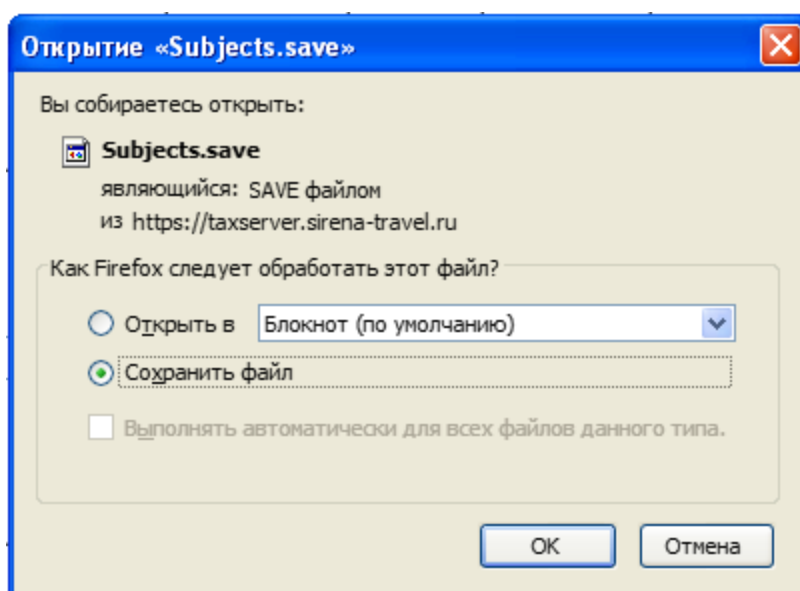 Открытие «Subjects.save»
Вы собираетесь открыть:
Subjects.save
являющийся: SAVE файлом
из https://taxserver.sirena-travel.ru
Как Firefox следует обработать этот файл?
Открыть в Блокнот (по умолчанию)
Сохранить файл
Выполнять автоматически для всех файлов данного типа.
ОК Отмена